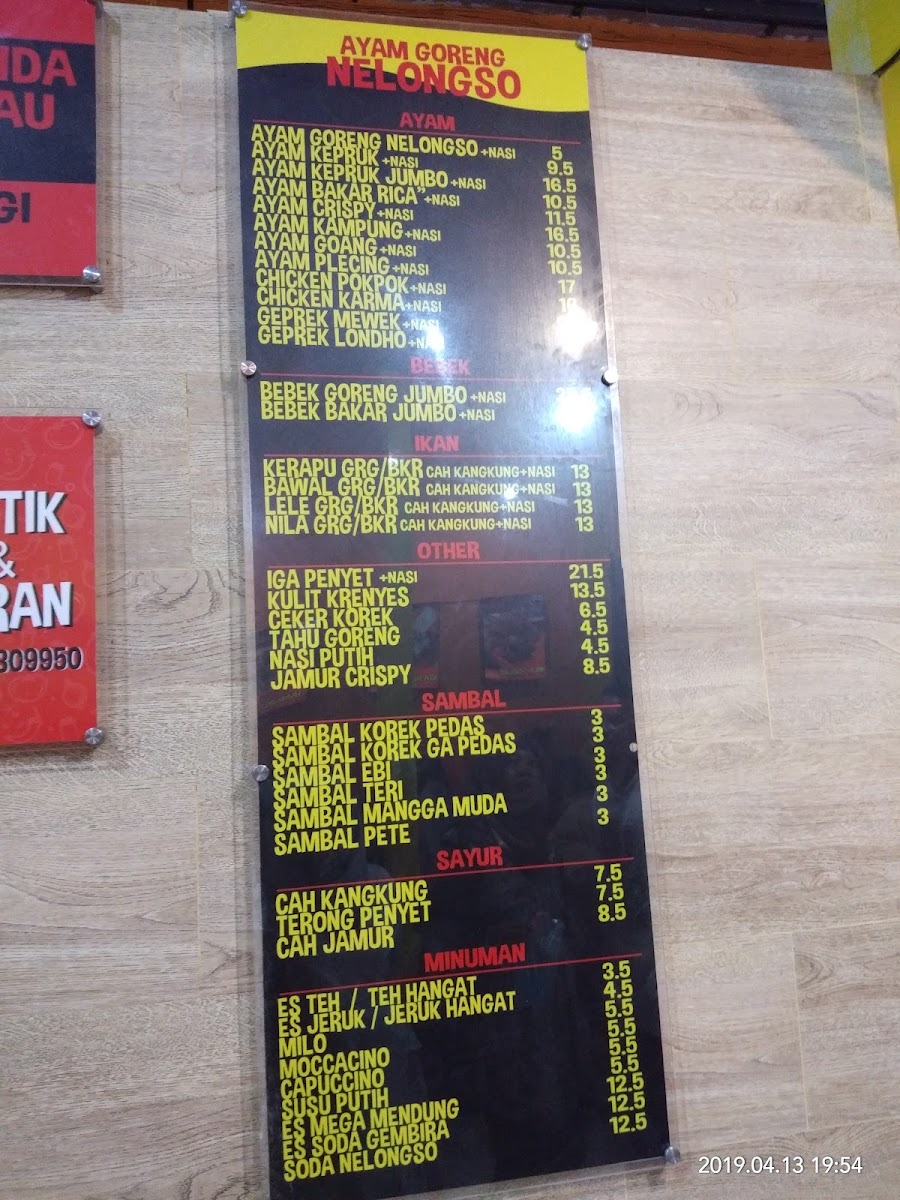 NDA
AU
GI
TIK
&
RAN
309950
AYAM GORENG
NELONGSO
AYAM
AYAM GORENG NELONGSO +NASI 5
AYAM KEPRUK +NASI 9.5
AYAM KEPRUK JUMBO +NASI 16.5
AYAM BAKAR RICA" +NASI 10.5
AYAM CRISPY +NASI 11.5
AYAM KAMPUNG +NASI 16.5
AYAM GOANG +NASI 10.5
AYAM PLECING +NASI 10.5
CHICKEN POKPOK +NASI 17
CHICKEN KARMA +NASI
GEPREK MEWEK +NASI
GEPREK LONDHO
BEBEK
BEBEK GORENG JUMBO +NASI
BEBEK BAKAR JUMBO +NASI
IKAN
KERAPU GRG/BKR CAH KANGKUNG+NASI 13
BAWAL GRG/BKR CAH KANGKUNG+NASI 13
LELE GRG/BKR CAH KANGKUNG+NASI 13
NILA GRG/BKR CAH KANGKUNG+NASI 13
OTHER
IGA PENYET +NASI 21.5
KULIT KRENYES 13.5
CEKER KOREK 6.5
TAHU GORENG 4.5
NASI PUTIH 4.5
JAMUR CRISPY 8.5
SAMBAL
SAMBAL KOREK PEDAS 3
SAMBAL KOREK GA PEDAS 3
SAMBAL EBI 3
SAMBAL TERI 3
SAMBAL MANGGA MUDA 3
SAMBAL PETE 3
SAYUR
CAH KANGKUNG 7.5
TERONG PENYET 7.5
CAH JAMUR 8.5
MINUMAN
ES TEH / TEH HANGAT 3.5
ES JERUK / JERUK HANGAT 4.5
MILO 5.5
MOCCACINO 5.5
CAPUCCINO 5.5
SUSU PUTIH 5.5
ES MEGA MENDUNG 12.5
ES SODA GEMBIRA 12.5
SODA NELONGSO 12.5
2019.04.13 19:54